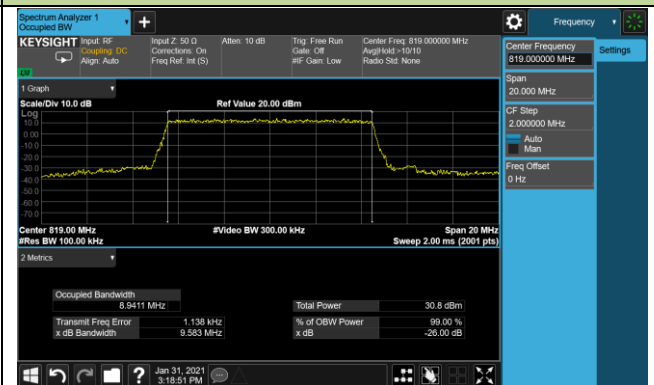 Spectrum Analyzer 1
Occupied BW
Frequency
KEYSIGHT
Input: RF
Coupling: DC
Align: Auto
Input Z: 50 Ω
Corrections: On
Freq Ref: Int (S)
Atten: 10 dB
Trig: Free Run
Gate: Off
#IF Gain: Low
Center Freq: 819.000000 MHz
Avg|Hold:>10/10
Radio Std: None
Center Frequency
819.000000 MHz
Settings
Span
20.000 MHz
CF Step
2.000000 MHz
Auto
Man
Freq Offset
0 Hz
1 Graph
Scale/Div 10.0 dB
Ref Value 20.00 dBm
Log
10.0
0.00
-10.0
-20.0
-30.0
-40.0
-50.0
-60.0
-70.0
Center 819.00 MHz
#Video BW 300.00 kHz
Span 20 MHz
#Res BW 100.00 kHz
Sweep 2.00 ms (2001 pts)
2 Metrics
Occupied Bandwidth
8.9411 MHz
Total Power
30.8 dBm
Transmit Freq Error
1.138 kHz
% of OBW Power
99.00 %
x dB Bandwidth
9.583 MHz
x dB
-26.00 dB
Jan 31, 2021
3:18:51 PM